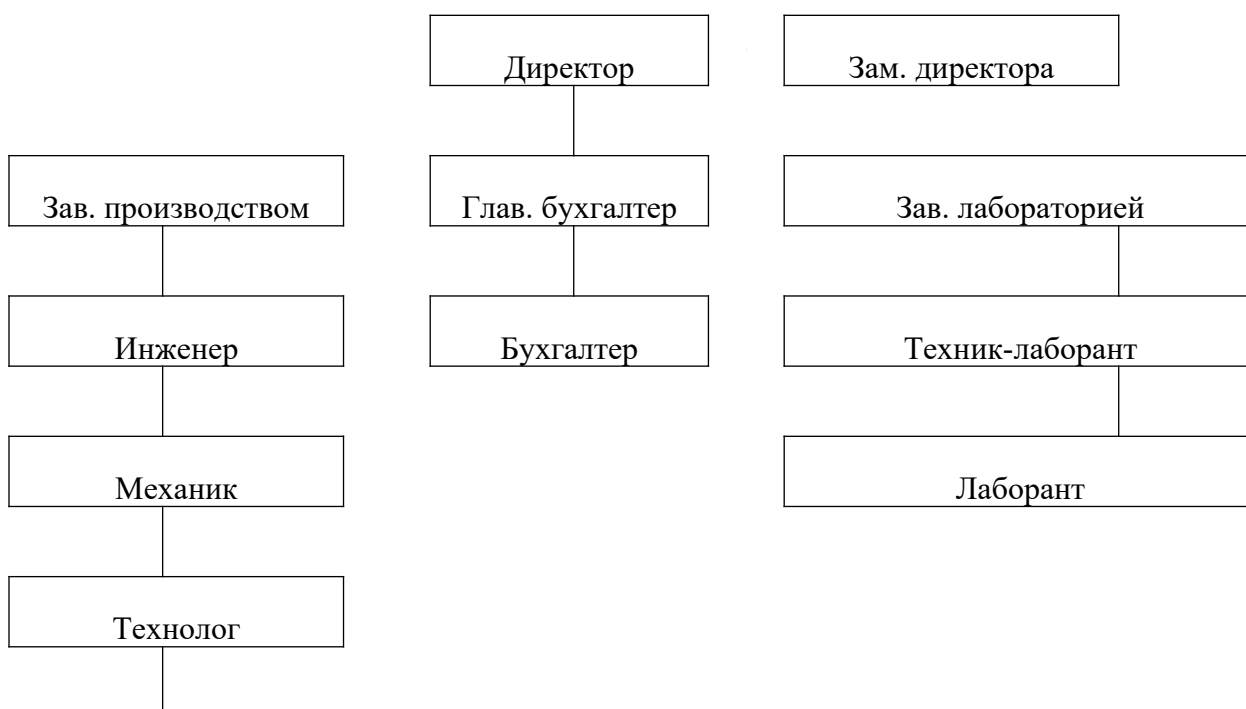 Директор
Зам. директора
Зав. производством
Глав. бухгалтер
Зав. лабораторией
Инженер
Бухгалтер
Техник-лаборант
Механик
Лаборант
Технолог